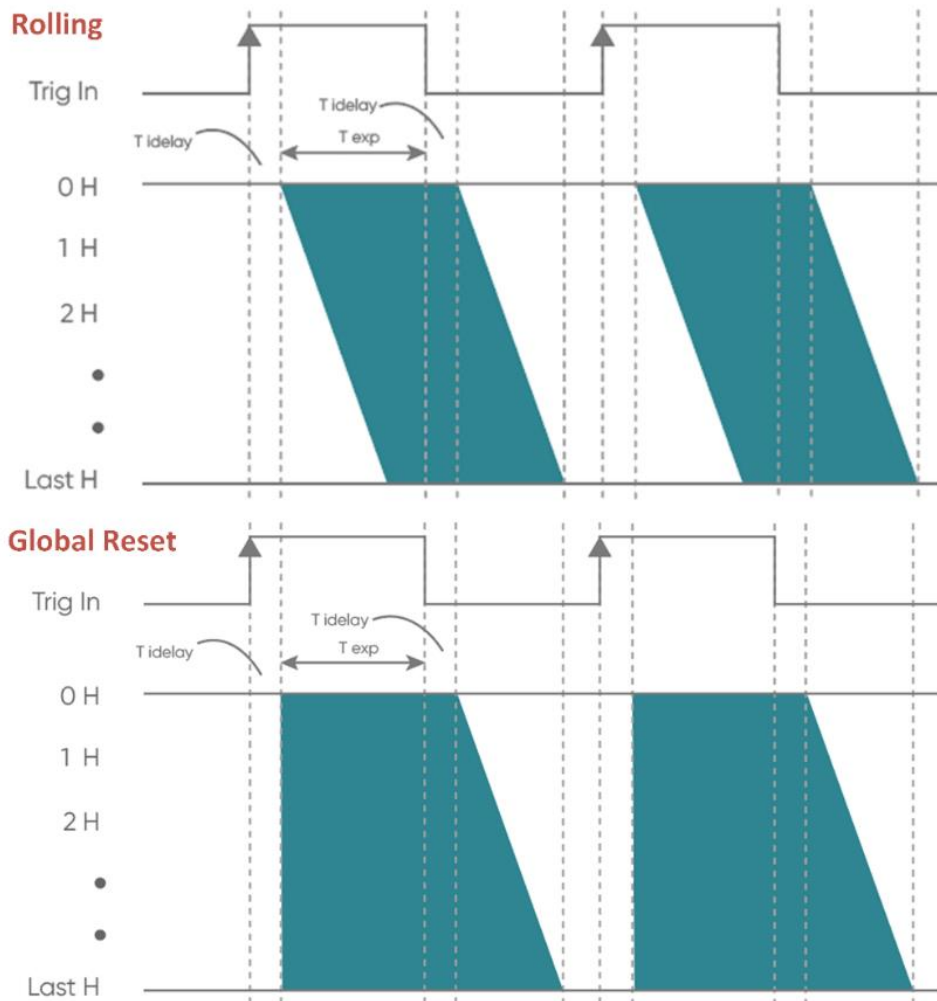 Rolling
Trig In
T idelay
T idelay
T exp
0 H
1 H
2 H
Last H
Global Reset
Trig In
T idelay
T idelay
T exp
0 H
1 H
2 H
Last H